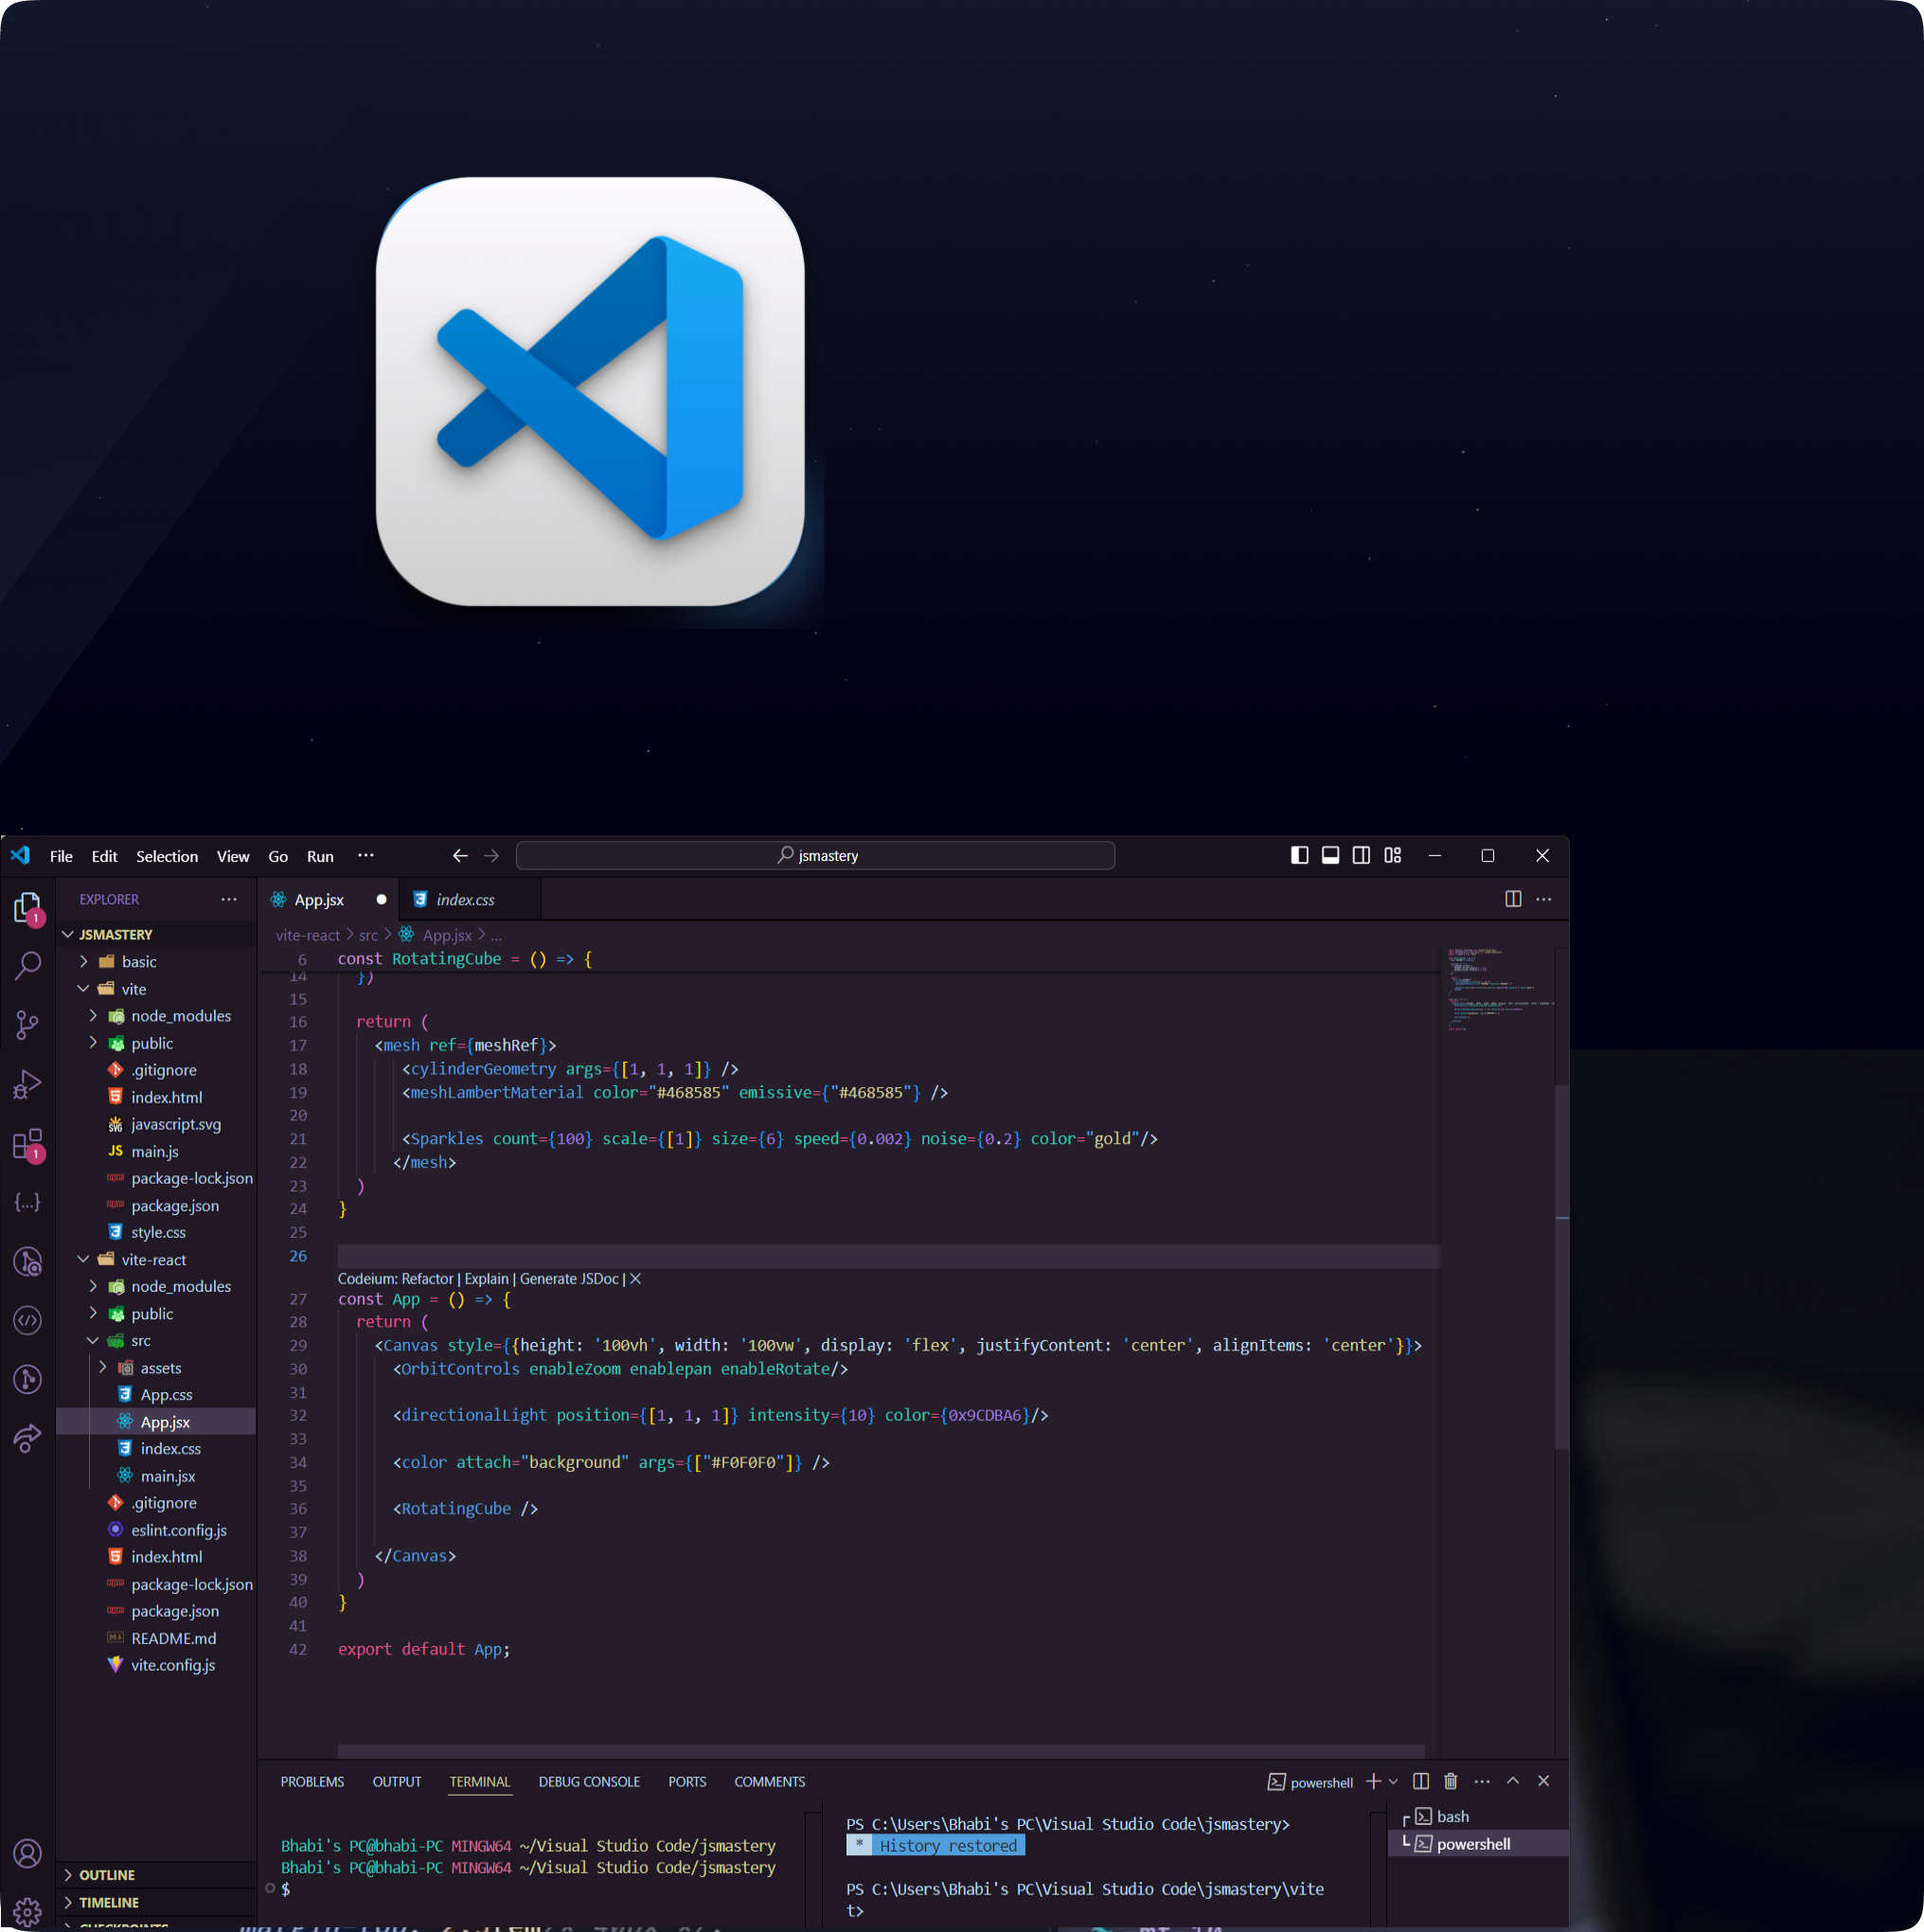 File Edit Selection View Go Run ··· jsmastery
EXPLORER ···
JSMASTERY
basic
vite
node_modules
public
.gitignore
index.html
javascript.svg
JS main.js
package-lock.json
package.json
style.css
vite-react
node_modules
public
src
assets
App.css
App.jsx
index.css
main.jsx
.gitignore
eslint.config.js
index.html
package-lock.json
package.json
README.md
vite.config.js
OUTLINE
TIMELINE
CHECKPOINTS
1
1
App.jsx index.css
vite-react > src > App.jsx > ...
6 const RotatingCube = () => {
14 })
15
16 return (
17 <mesh ref={meshRef}>
18 <cylinderGeometry args={[1, 1, 1]} />
19 <meshLambertMaterial color="#468585" emissive={"#468585"} />
20
21 <Sparkles count={100} scale={[1]} size={6} speed={0.002} noise={0.2} color="gold"/>
22 </mesh>
23 )
24 }
25
26
Codeium: Refactor | Explain | Generate JSDoc | X
27 const App = () => {
28 return (
29 <Canvas style={{height: '100vh', width: '100vw', display: 'flex', justifyContent: 'center', alignItems: 'center'}}>
30 <OrbitControls enableZoom enablepan enableRotate/>
31
32 <directionalLight position={[1, 1, 1]} intensity={10} color={0x9CDBA6}/>
33
34 <color attach="background" args={["#F0F0F0"]} />
35
36 <RotatingCube />
37
38 </Canvas>
39 )
40 }
41
42 export default App;
PROBLEMS OUTPUT TERMINAL DEBUG CONSOLE PORTS COMMENTS powershell
Bhabi's PC@bhabi-PC MINGW64 ~/Visual Studio Code/jsmastery
Bhabi's PC@bhabi-PC MINGW64 ~/Visual Studio Code/jsmastery
$
PS C:\Users\Bhabi's PC\Visual Studio Code\jsmastery>
* History restored
PS C:\Users\Bhabi's PC\Visual Studio Code\jsmastery\vite
t>
bash
powershell